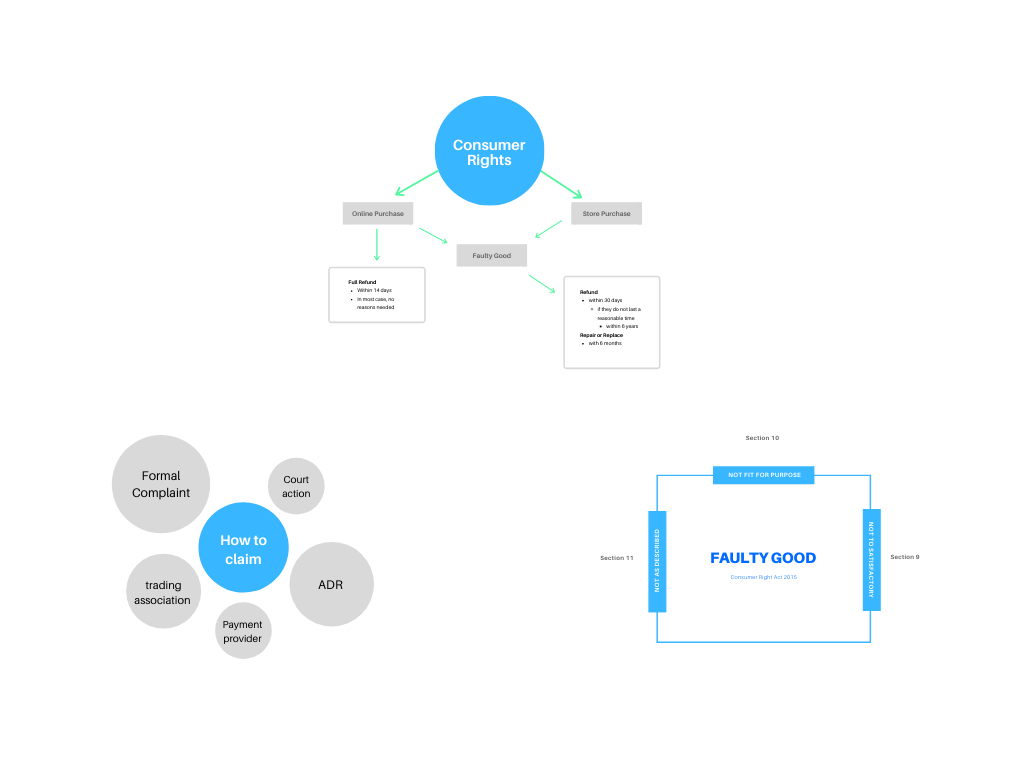 Consumer
Rights
Online Purchase
Store Purchase
Faulty Good
Full Refund
Within 14 days
In most case, no
reasons needed
Refund
within 30 days
if they do not last a
reasonable time
within 6 years
Repair or Replace
with 6 months
Formal
Complaint
Court
action
How to
claim
trading
association
ADR
Payment
provider
Section 10
NOT FIT FOR PURPOSE
Section 11
NOT AS DESCRIBED
FAULTY GOOD
Consumer Right Act 2015
NOT TO SATISFACTORY
Section 9